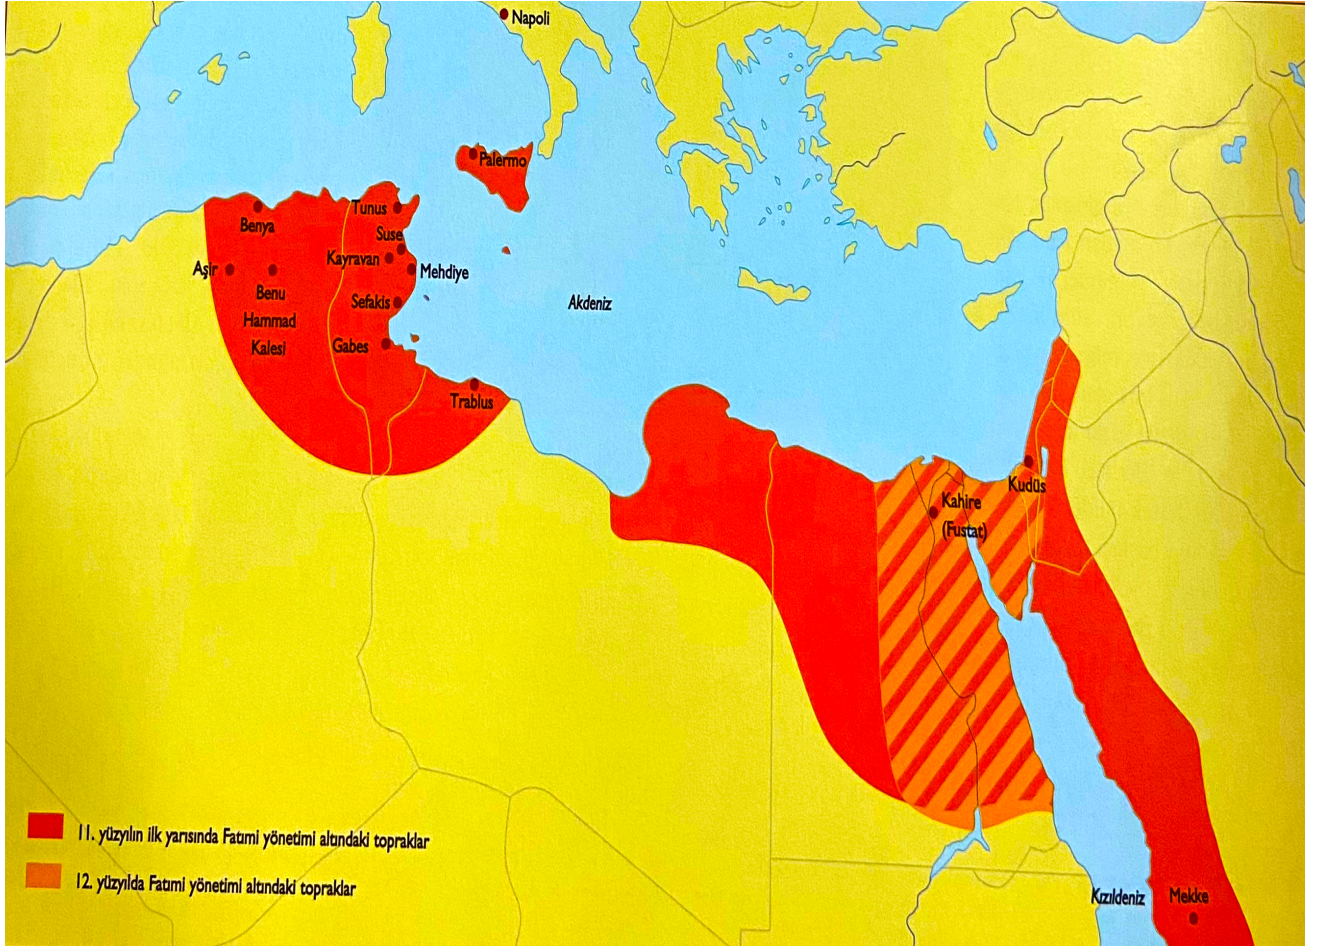 Napoli
Palermo
Tunus
Benya
Suse
Kayravan
Aşir
Mehdiye
Benu
Hammad
Kalesi
Sefakis
Akdeniz
Gabes
Trablus
Kudüs
Kahire
(Fustat)
11. yüzyılın ilk yarısında Fatımi yönetimi altındaki topraklar
12. yüzyılda Fatımi yönetimi altındaki topraklar
Kızıldeniz
Mekke